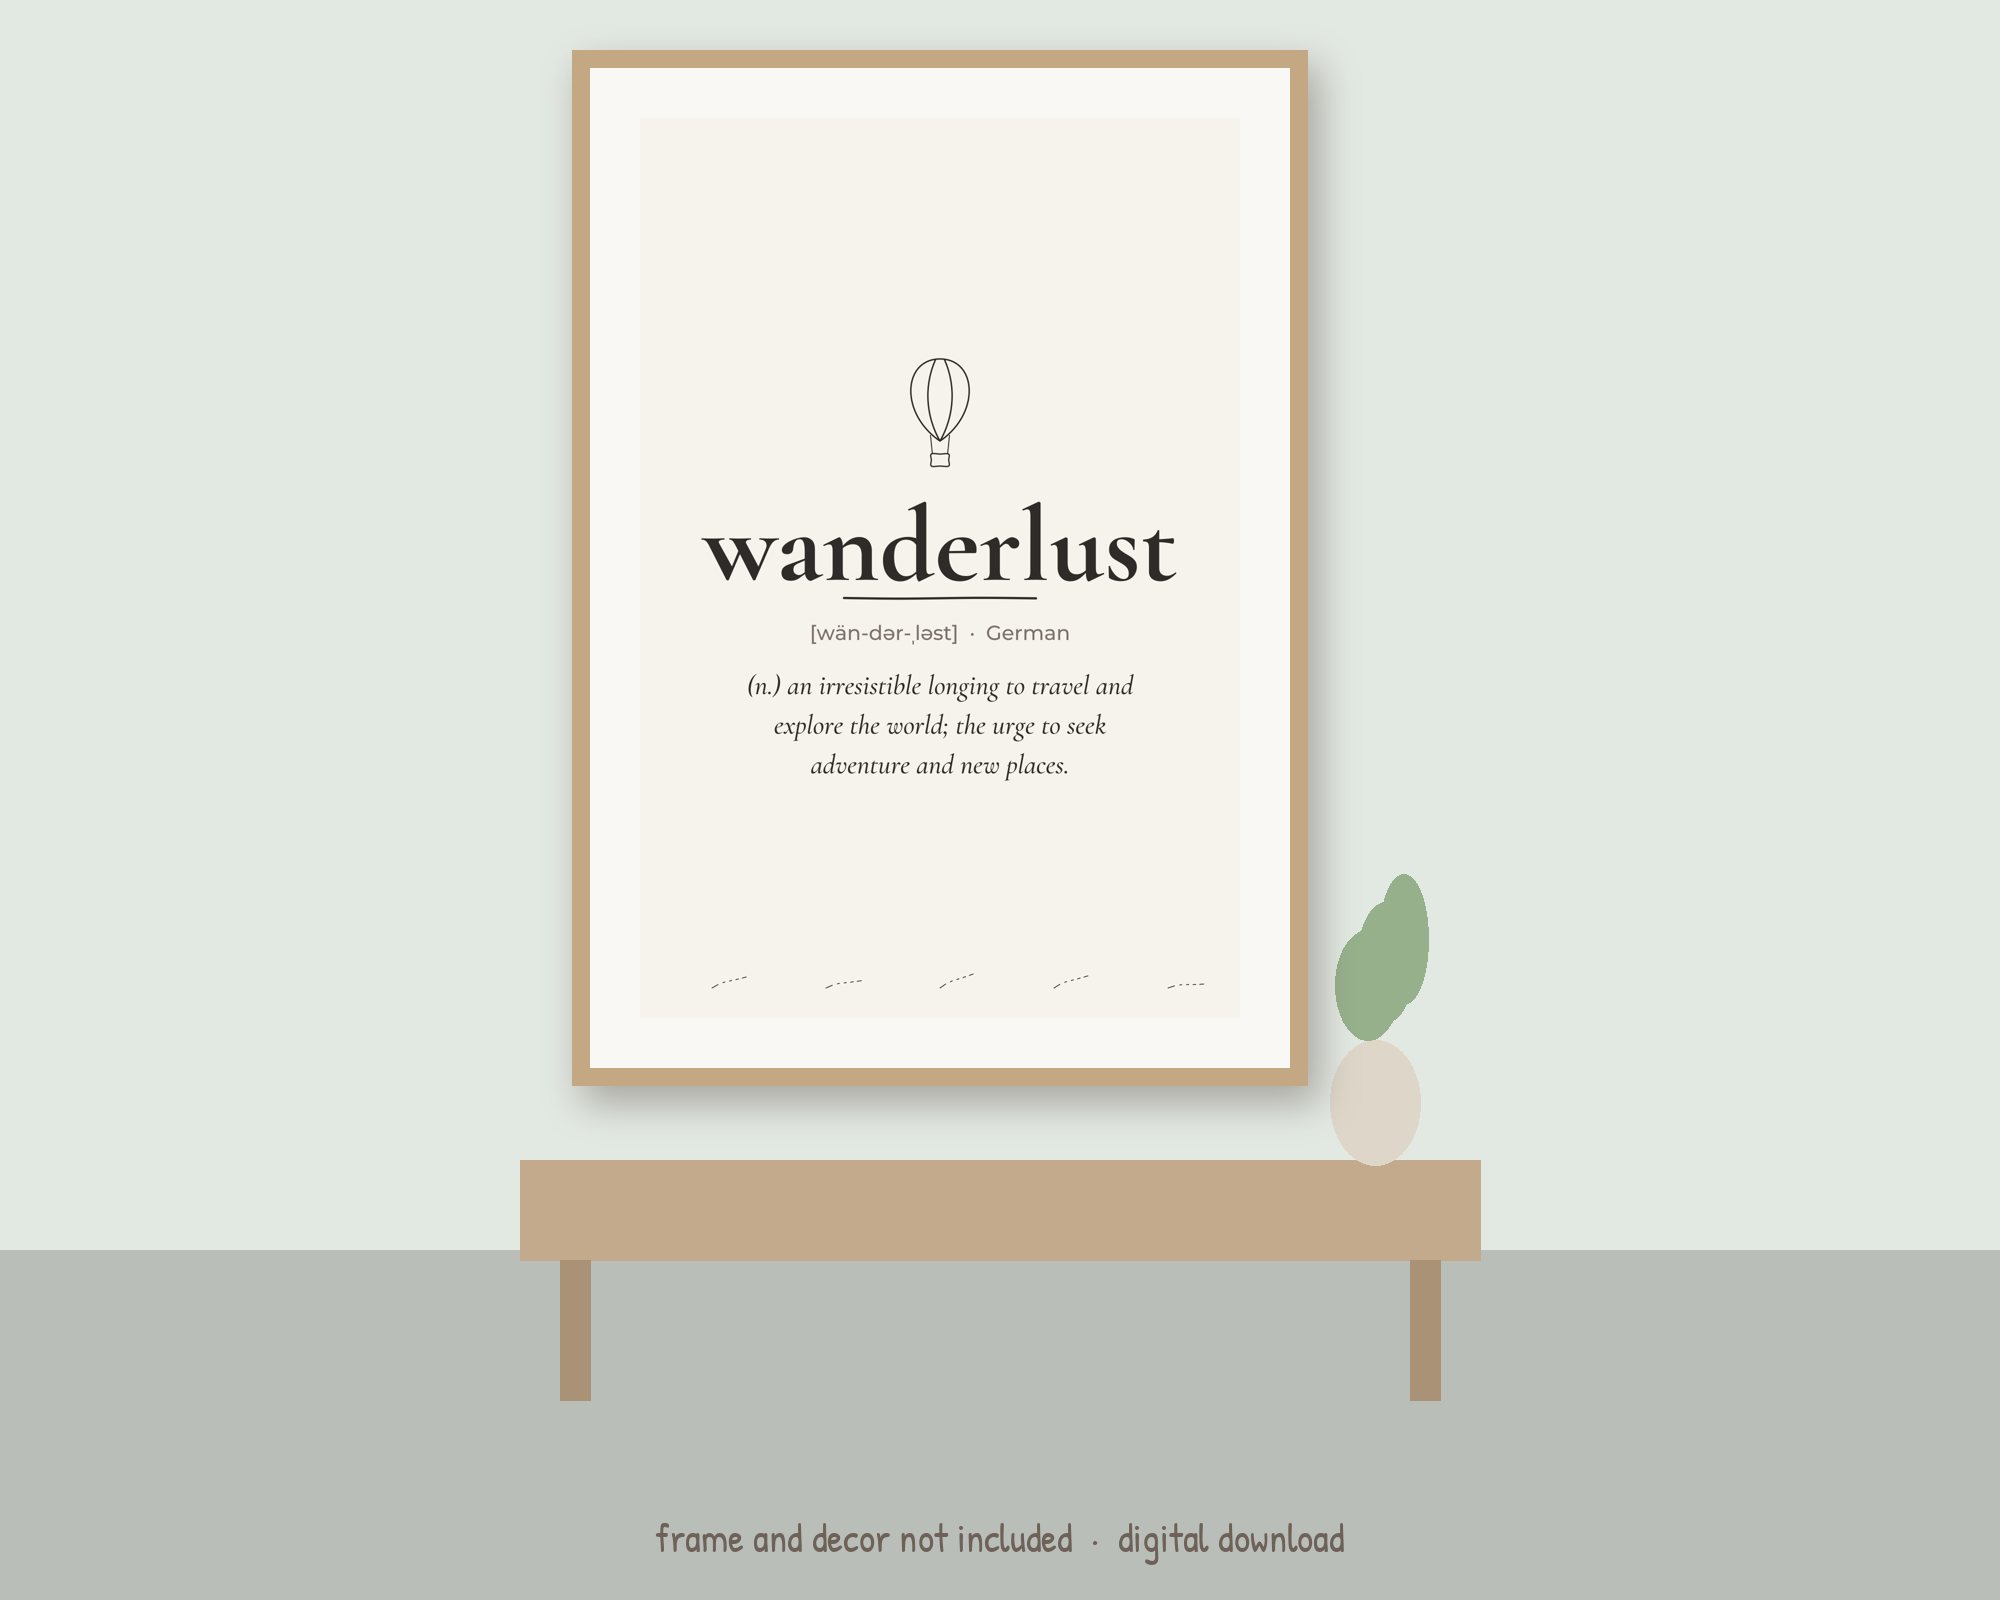 wanderlust
[wän-dər-ˌləst] · German
(n.) an irresistible longing to travel and
explore the world; the urge to seek
adventure and new places.
frame and decor not included · digital download